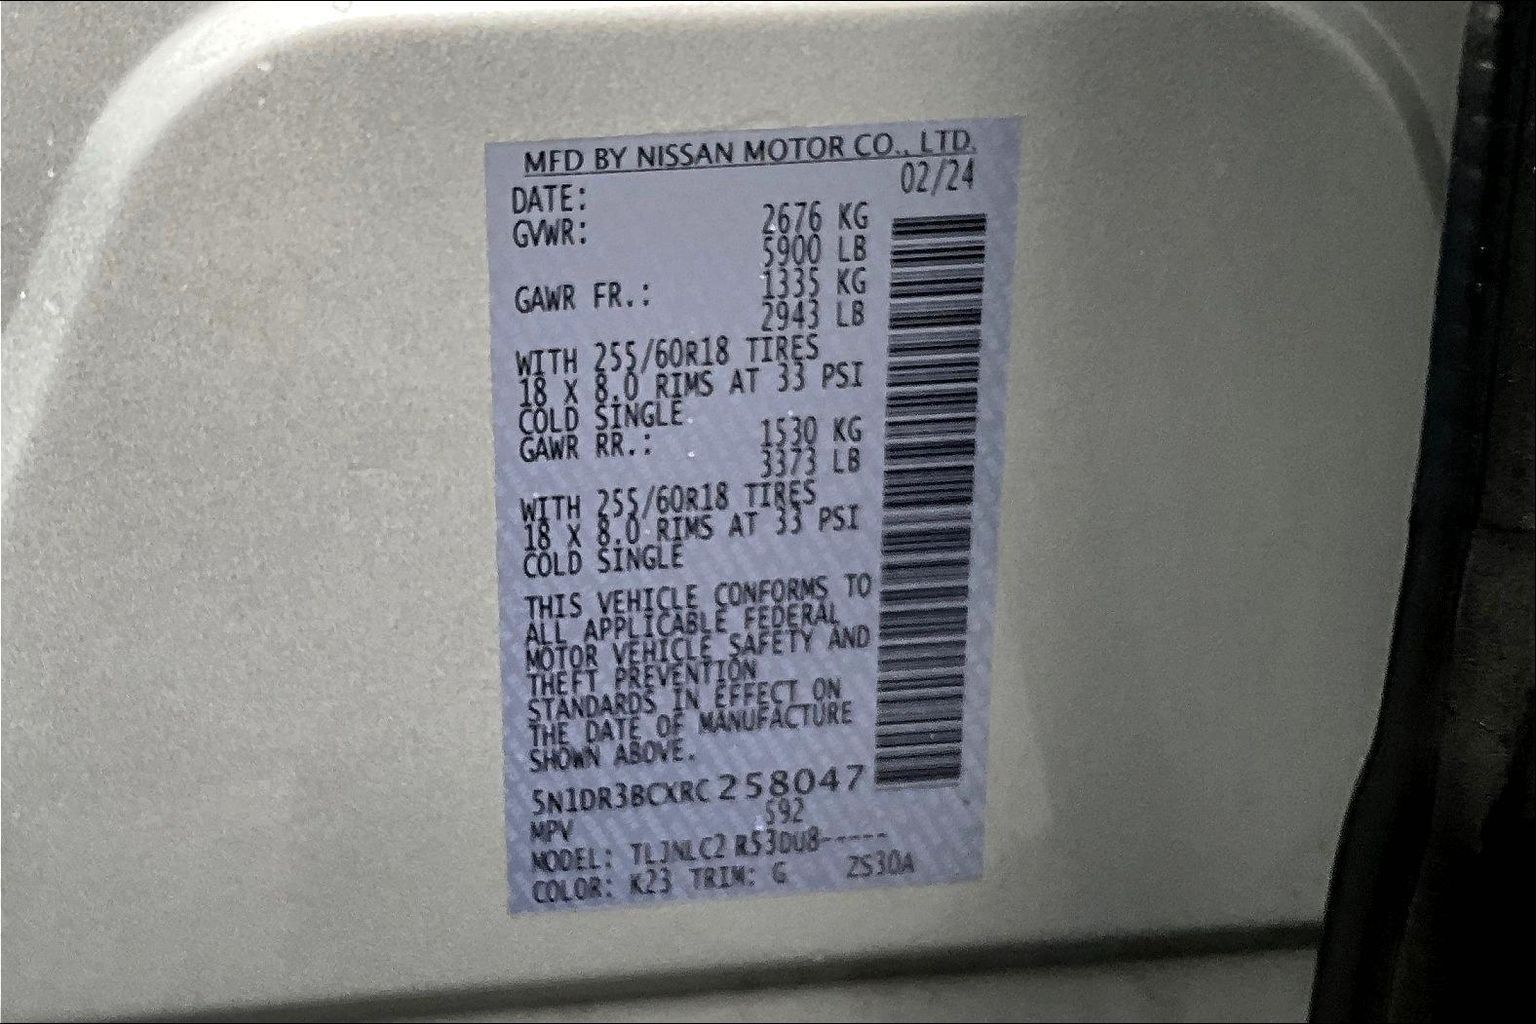 MFD BY NISSAN MOTOR CO., LTD.
DATE: 02/24
GVWR: 2676 KG
5900 LB
GAWR FR.: 1335 KG
2943 LB
WITH 255/60R18 TIRES
18 X 8.0 RIMS AT 33 PSI
COLD SINGLE
GAWR RR.: 1530 KG
3373 LB
WITH 255/60R18 TIRES
18 X 8.0 RIMS AT 33 PSI
COLD SINGLE
THIS VEHICLE CONFORMS TO
ALL APPLICABLE FEDERAL
MOTOR VEHICLE SAFETY AND
THEFT PREVENTION
STANDARDS IN EFFECT ON
THE DATE OF MANUFACTURE
SHOWN ABOVE.
5N1DR3BCXRC258047
MPV 592
MODEL: TLJNLC2 R53DU8-----
COLOR: K23 TRIM: G ZS30A